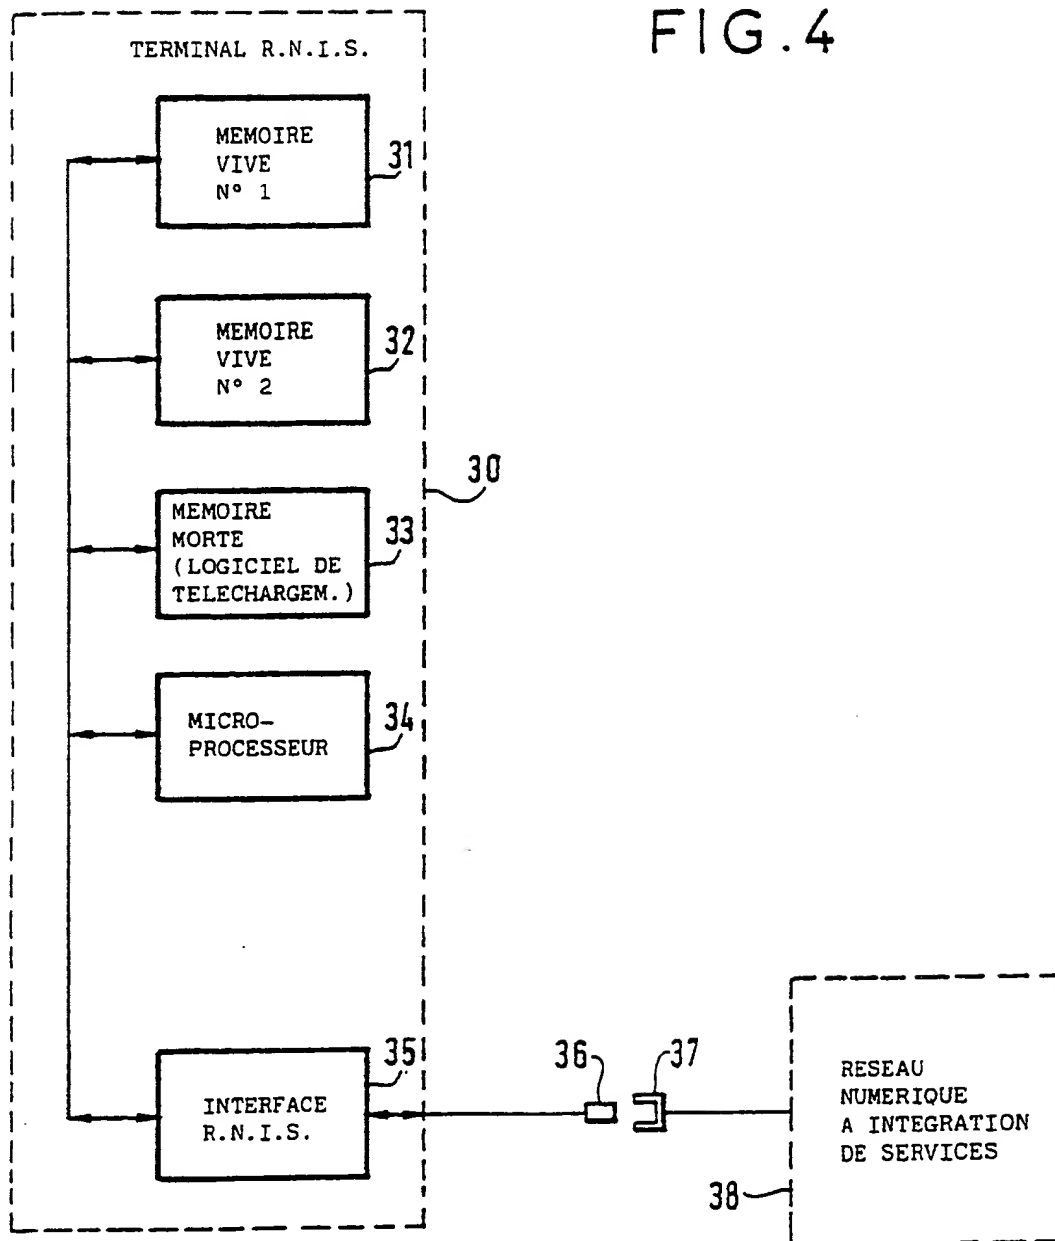 FIG.4
TERMINAL R.N.I.S.
MEMOIRE
VIVE
N° 1
31
MEMOIRE
VIVE
N° 2
32
30
MEMOIRE
MORTE
(LOGICIEL DE
TELECHARGEM.)
33
MICRO-
PROCESSEUR
34
INTERFACE
R.N.I.S.
35
36
37
RESEAU
NUMERIQUE
A INTEGRATION
DE SERVICES
38